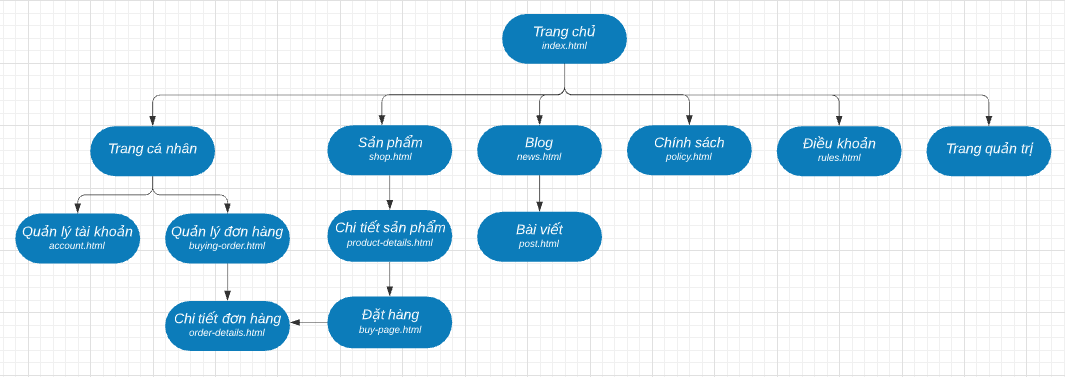 Trang chủ
index.html
Trang cá nhân
Sản phẩm
shop.html
Blog
news.html
Chính sách
policy.html
Điều khoản
rules.html
Trang quản trị
Quản lý tài khoản
account.html
Quản lý đơn hàng
buying-order.html
Chi tiết sản phẩm
product-details.html
Bài viết
post.html
Chi tiết đơn hàng
order-details.html
Đặt hàng
buy-page.html